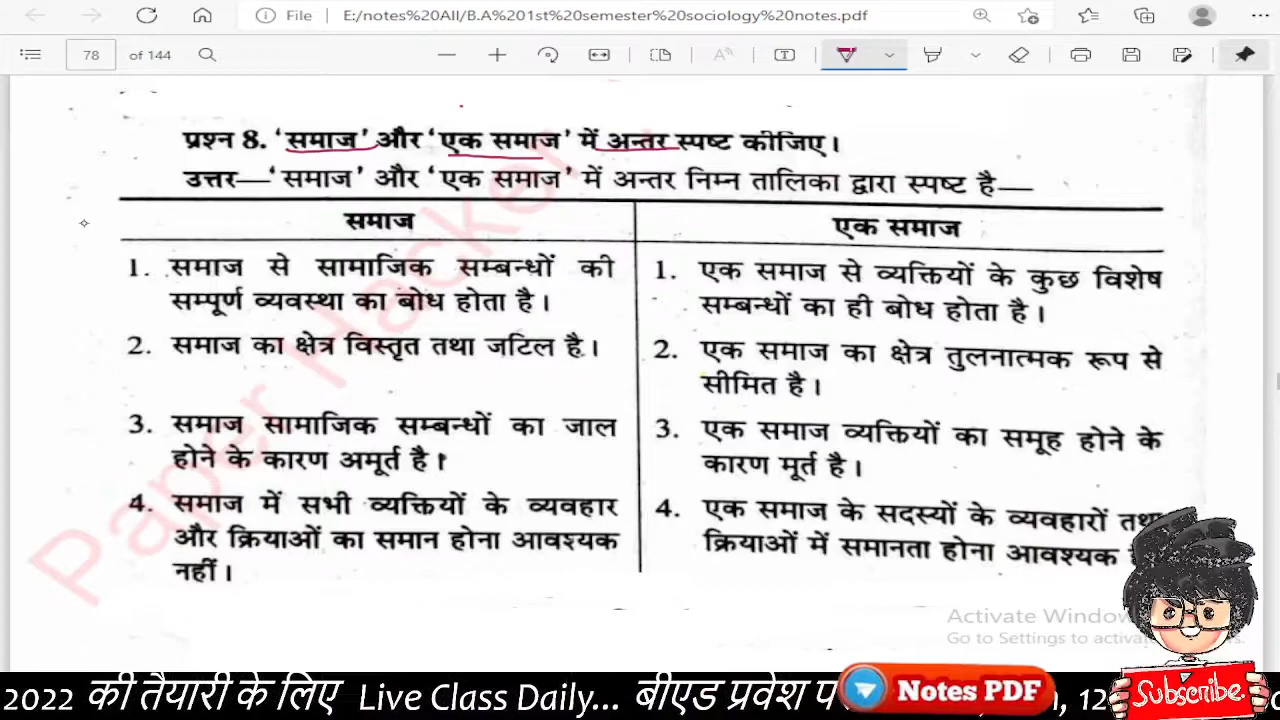 File
E:/notes%20All/B.A%201st%20semester%20sociology%20notes.pdf
78 of 144
प्रश्न 8. 'समाज' और 'एक समाज' में अन्तर स्पष्ट कीजिए।
उत्तर—'समाज' और 'एक समाज' में अन्तर निम्न तालिका द्वारा स्पष्ट है—
समाज
1. समाज से सामाजिक सम्बन्धों की
सम्पूर्ण व्यवस्था का बोध होता है।
2. समाज का क्षेत्र विस्तृत तथा जटिल है।
3. समाज सामाजिक सम्बन्धों का जाल
होने के कारण अमूर्त है।
4. समाज में सभी व्यक्तियों के व्यवहार
और क्रियाओं का समान होना आवश्यक
नहीं।
एक समाज
1. एक समाज से व्यक्तियों के कुछ विशेष
सम्बन्धों का ही बोध होता है।
2. एक समाज का क्षेत्र तुलनात्मक रूप से
सीमित है।
3. एक समाज व्यक्तियों का समूह होने के
कारण मूर्त है।
4. एक समाज के सदस्यों के व्यवहारों तथा
क्रियाओं में समानता होना आवश्यक
Paper Hacker
Activate Window
Go to Settings to activa
2022 की तैयारी के लिए Live Class Daily... बीएड प्रवेश प
Notes PDF
Subscribe